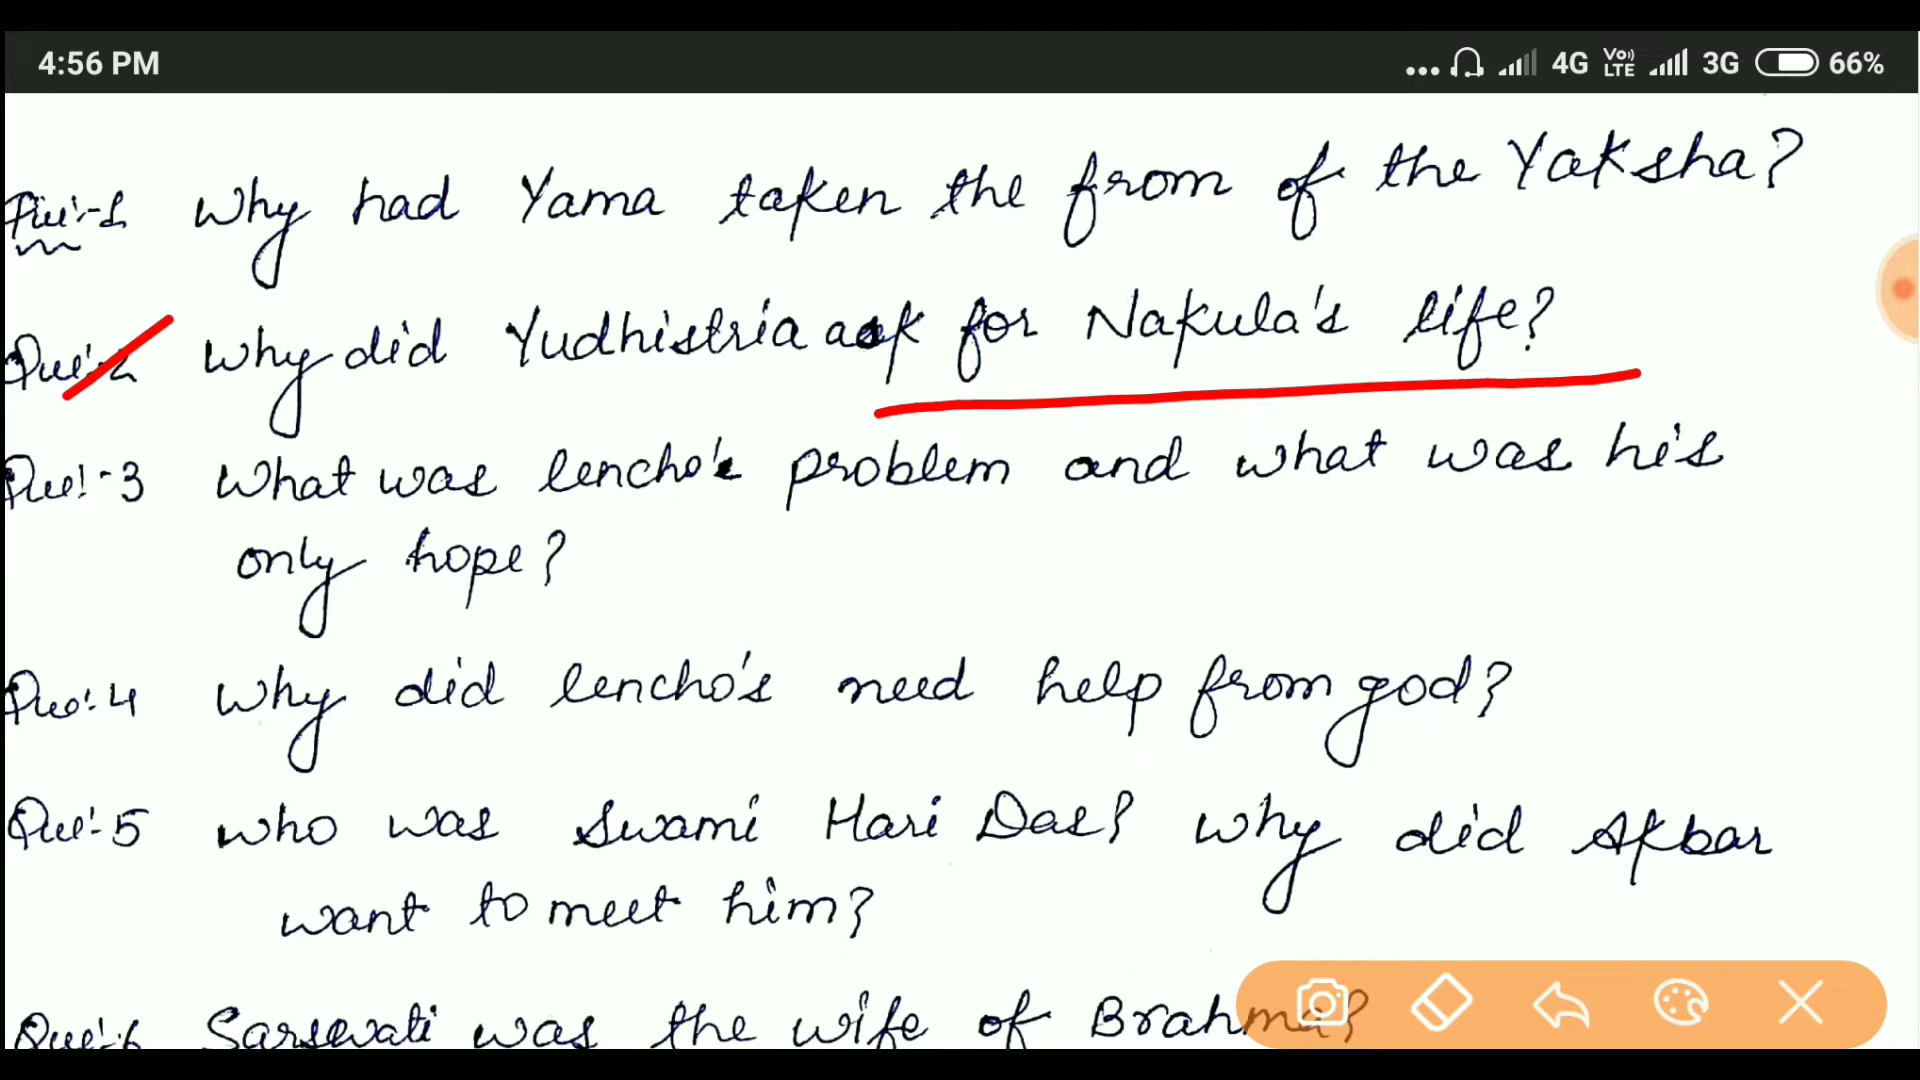 4:56 PM ... 4G Vo) LTE 3G 66%
Que:-1 Why had Yama taken the from of the Yaksha?
Que:-2 Why did Yudhistria ask for Nakula's life?
Que:-3 What was lencho's problem and what was he's
only hope?
Que:-4 Why did lencho's need help from god?
Que:-5 who was Swami Hari Das? Why did Akbar
want to meet him?
Que:-6 Sarsevati was the wife of Brahma?